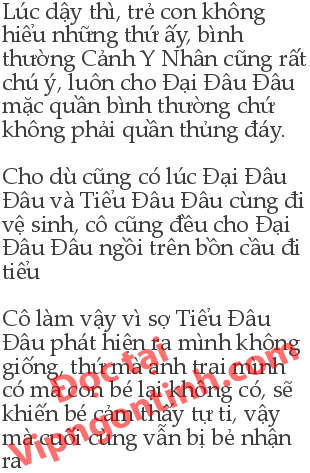 Lúc dậy thì, trẻ con không
hiểu những thứ ấy, bình
thường Cảnh Y Nhân cũng rất
chú ý, luôn cho Đại Đâu Đâu
mặc quần bình thường chứ
không phải quần thủng đáy.
Cho dù cũng có lúc Đại Đâu
Đâu và Tiểu Đâu Đâu cùng đi
vệ sinh, cô cũng đều cho Đại
Đâu Đâu ngồi trên bồn cầu đi
tiểu
Cô làm vậy vì sợ Tiểu Đâu
Đâu phát hiện ra mình không
giống, thứ mà anh trai mình
có mà con bé lại không có, sẽ
khiến bé cảm thấy tự ti, vậy
mà cuối cùng vẫn bị bẻ nhận
ra
Đọc tại
Vipngontinh.com